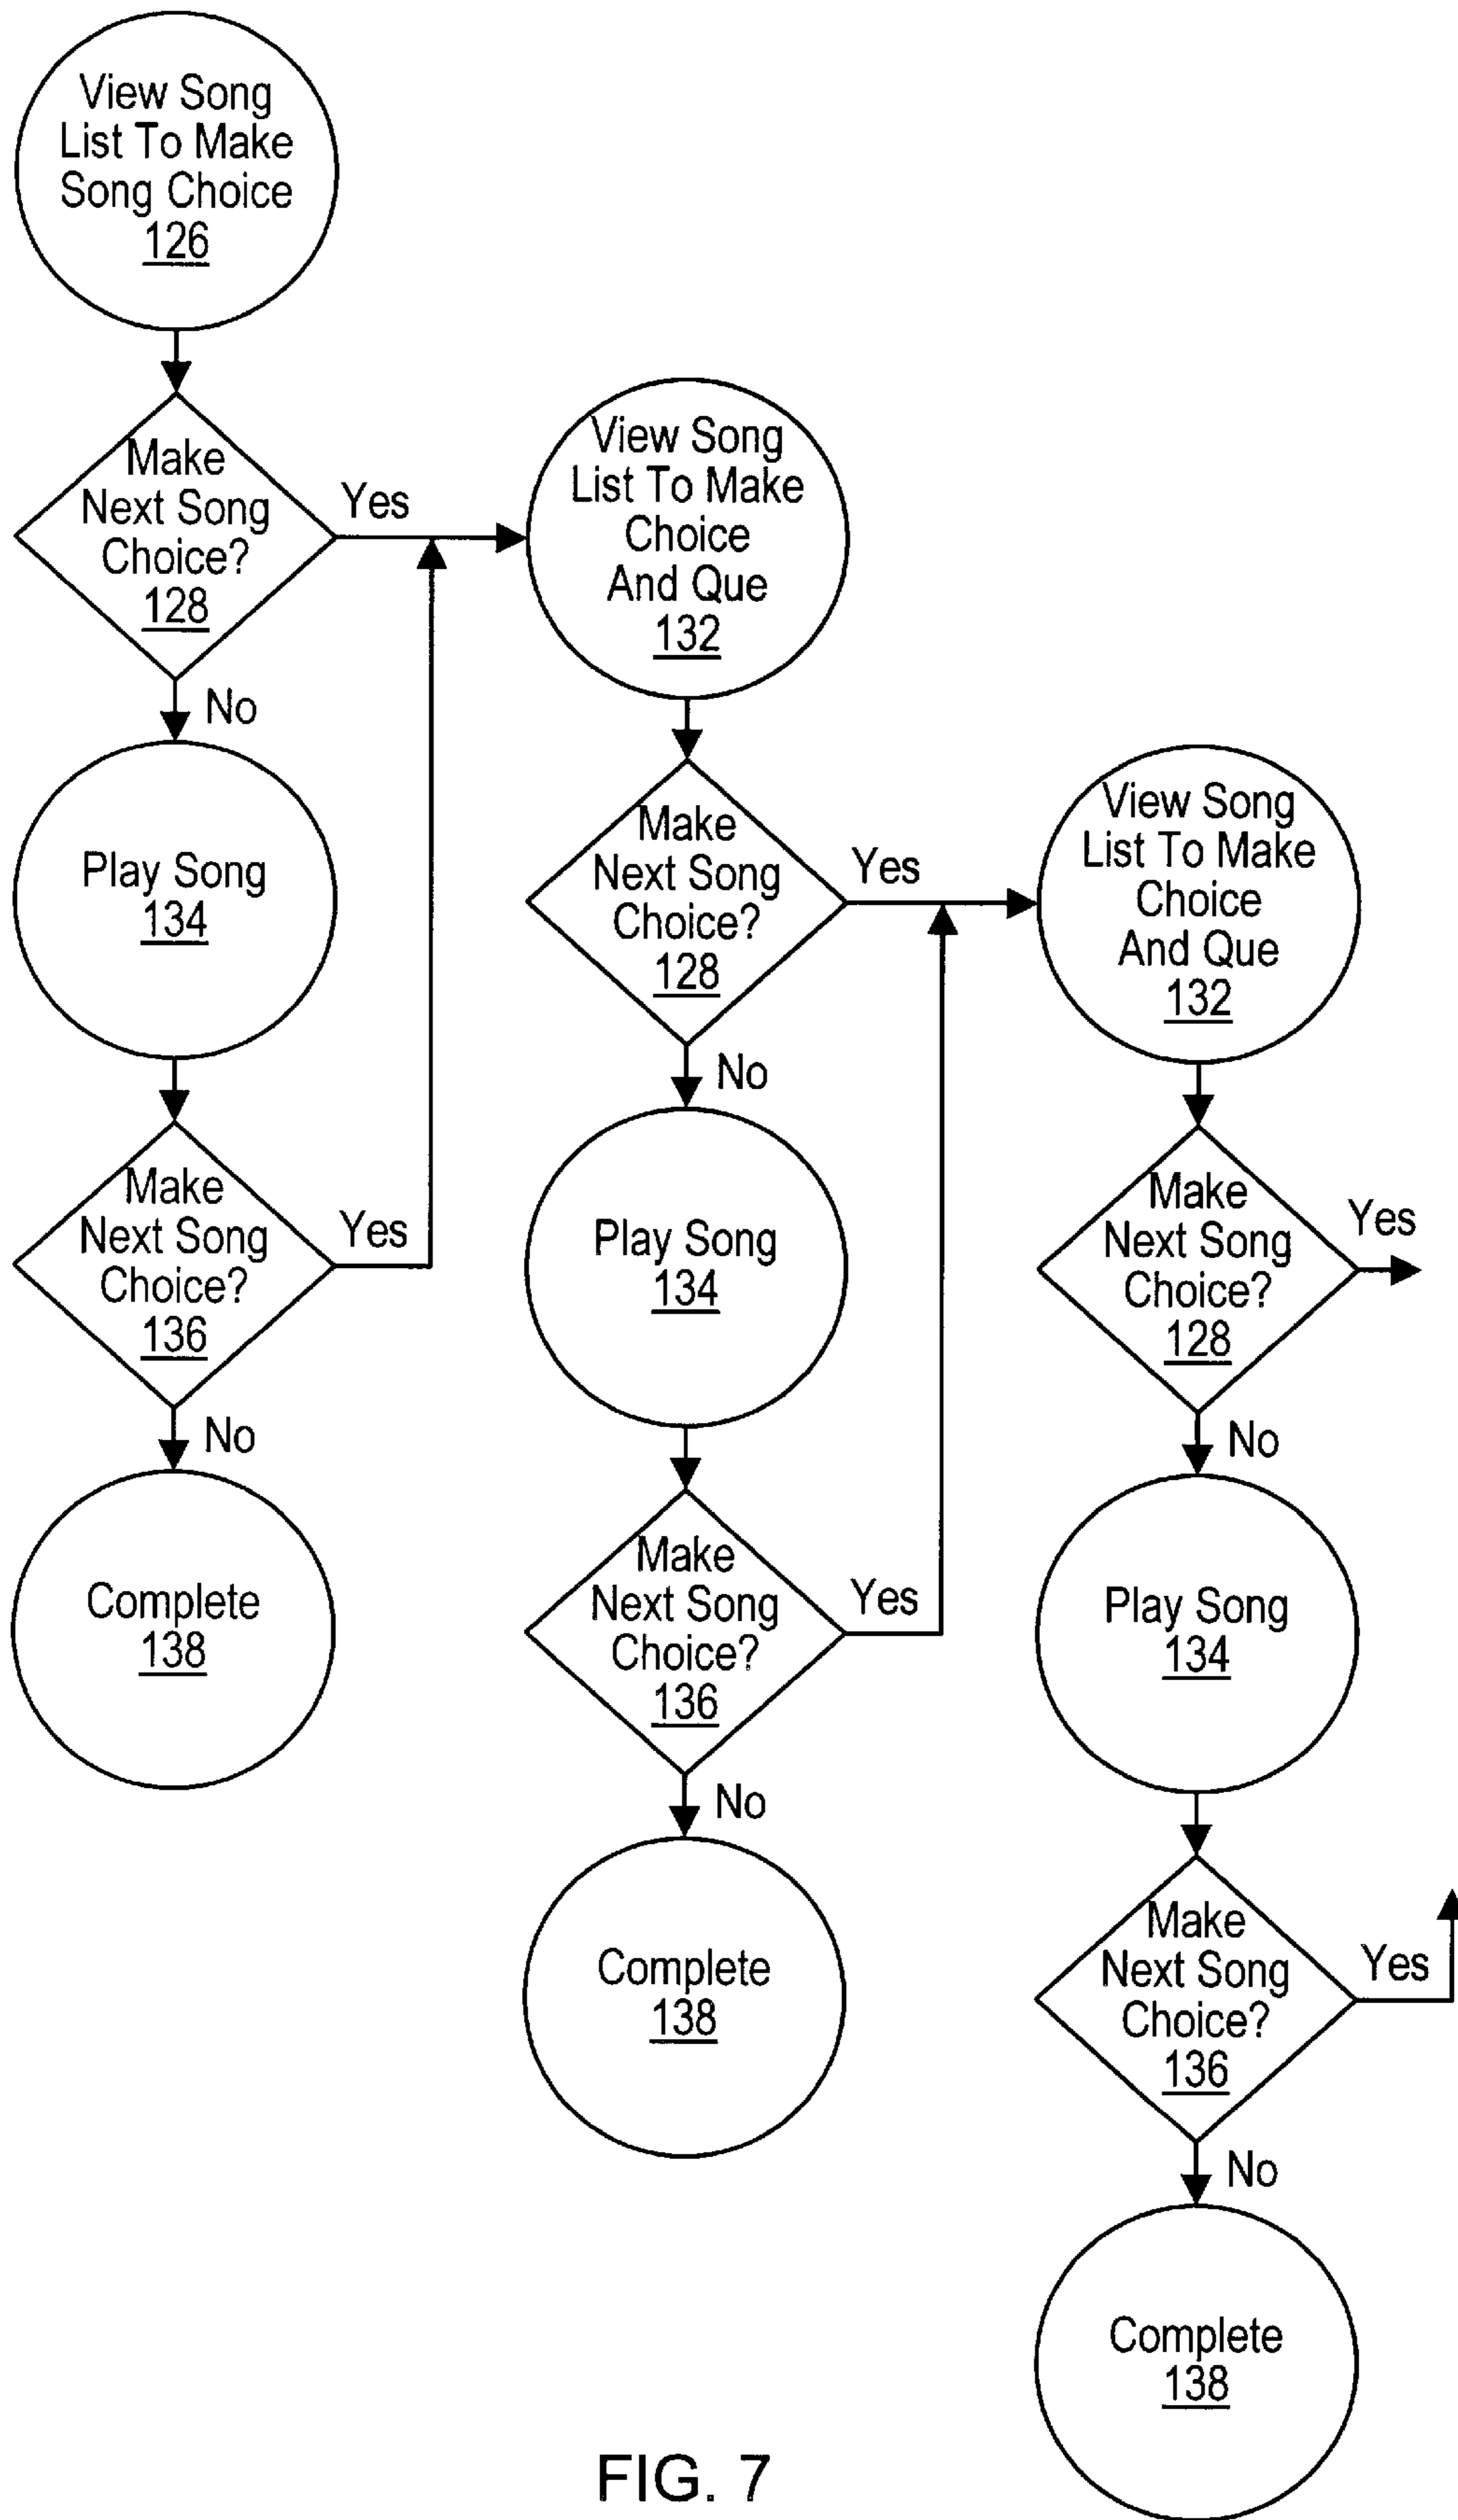 View Song
List To Make
Song Choice
126
Make
Next Song
Choice?
128
Yes
No
Play Song
134
Make
Next Song
Choice?
136
Yes
No
Complete
138
View Song
List To Make
Choice
And Que
132
Make
Next Song
Choice?
128
Yes
No
Play Song
134
Make
Next Song
Choice?
136
Yes
No
Complete
138
View Song
List To Make
Choice
And Que
132
Make
Next Song
Choice?
128
Yes
No
Play Song
134
Make
Next Song
Choice?
136
Yes
No
Complete
138
FIG. 7